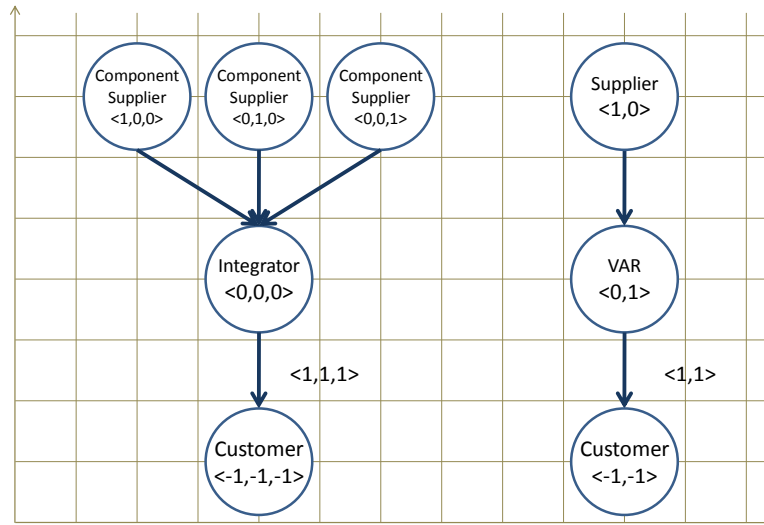 Component
Supplier
<1,0,0>
Component
Supplier
<0,1,0>
Component
Supplier
<0,0,1>
Supplier
<1,0>
Integrator
<0,0,0>
VAR
<0,1>
<1,1,1>
<1,1>
Customer
<-1,-1,-1>
Customer
<-1,-1>